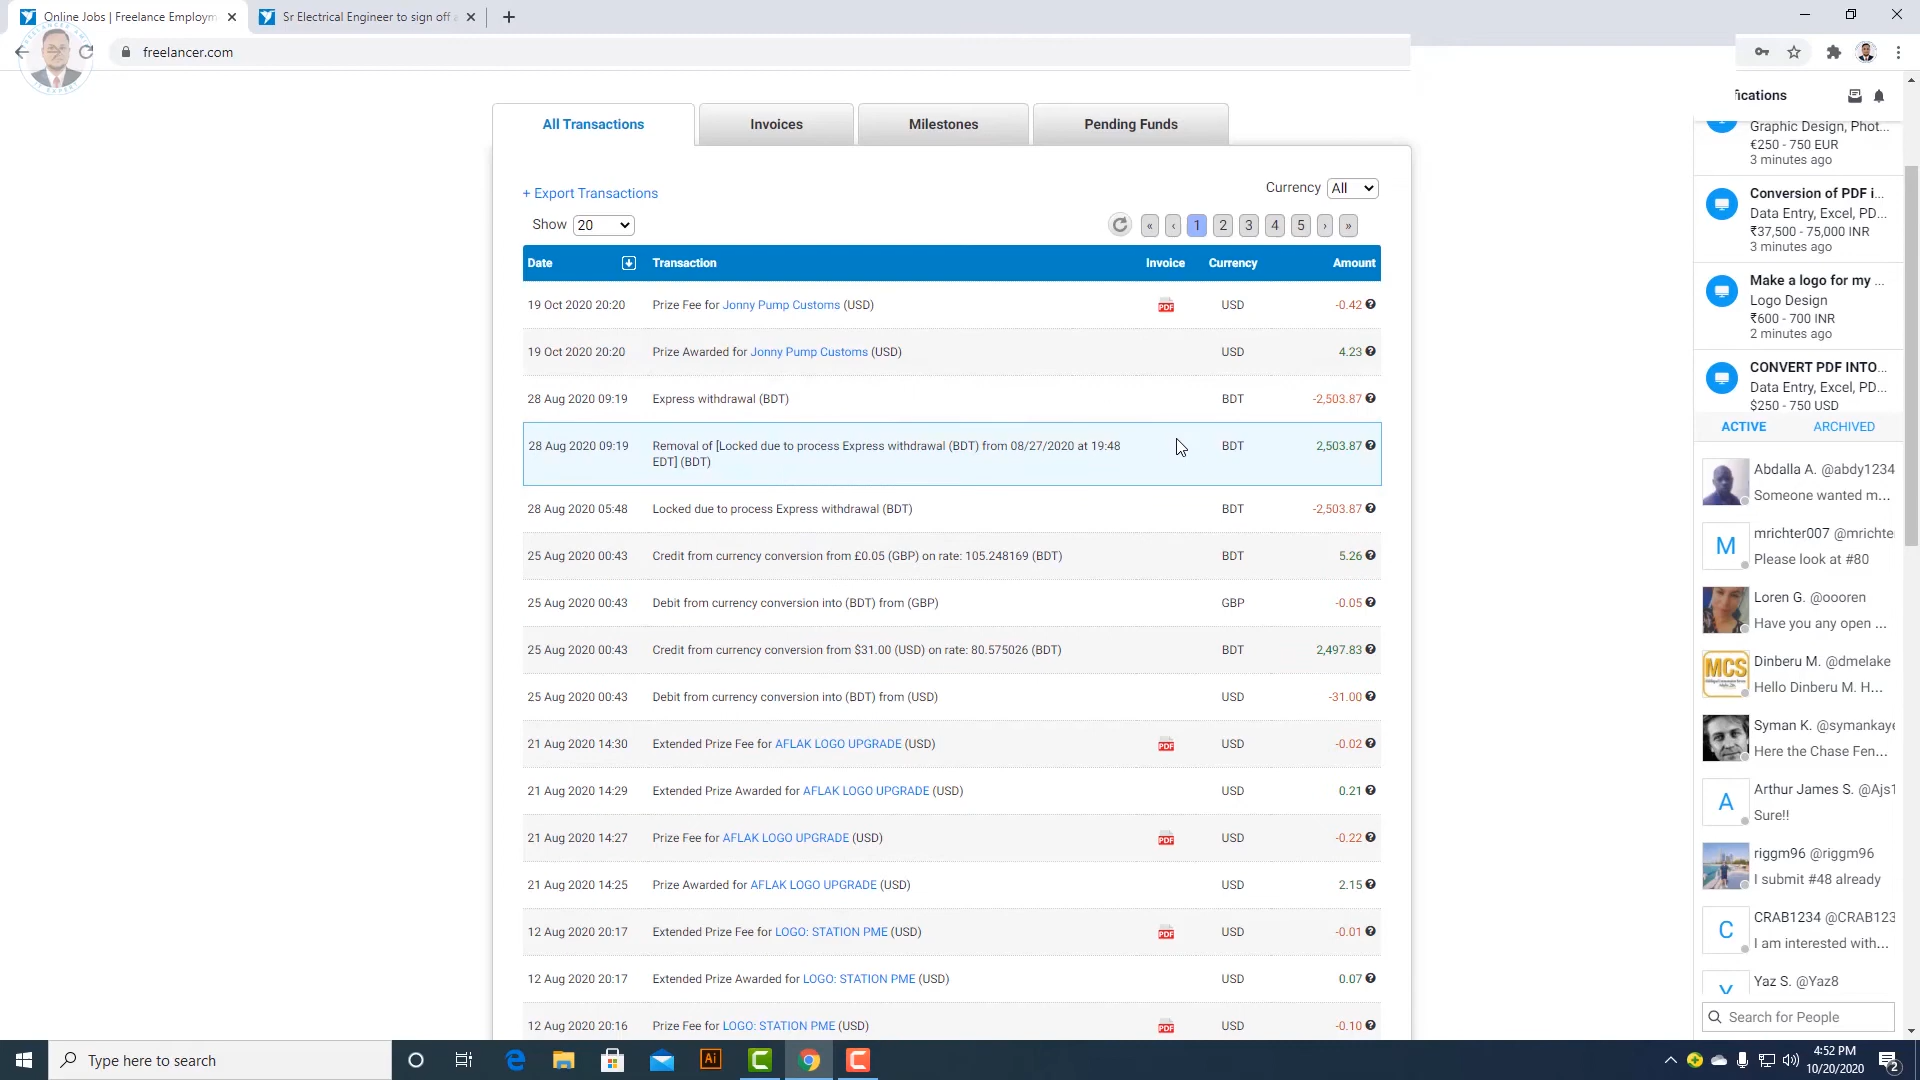 Online Jobs | Freelance Employm
Sr Electrical Engineer to sign off a
freelancer.com
All Transactions
Invoices
Milestones
Pending Funds
+ Export Transactions
Currency All
Show 20
« ‹ 1 2 3 4 5 › »
Date Transaction Invoice Currency Amount
19 Oct 2020 20:20 Prize Fee for Jonny Pump Customs (USD) PDF USD -0.42
19 Oct 2020 20:20 Prize Awarded for Jonny Pump Customs (USD) USD 4.23
28 Aug 2020 09:19 Express withdrawal (BDT) BDT -2,503.87
28 Aug 2020 09:19 Removal of [Locked due to process Express withdrawal (BDT) from 08/27/2020 at 19:48 BDT 2,503.87
EDT] (BDT)
28 Aug 2020 05:48 Locked due to process Express withdrawal (BDT) BDT -2,503.87
25 Aug 2020 00:43 Credit from currency conversion from £0.05 (GBP) on rate: 105.248169 (BDT) BDT 5.26
25 Aug 2020 00:43 Debit from currency conversion into (BDT) from (GBP) GBP -0.05
25 Aug 2020 00:43 Credit from currency conversion from $31.00 (USD) on rate: 80.575026 (BDT) BDT 2,497.83
25 Aug 2020 00:43 Debit from currency conversion into (BDT) from (USD) USD -31.00
21 Aug 2020 14:30 Extended Prize Fee for AFLAK LOGO UPGRADE (USD) PDF USD -0.02
21 Aug 2020 14:29 Extended Prize Awarded for AFLAK LOGO UPGRADE (USD) USD 0.21
21 Aug 2020 14:27 Prize Fee for AFLAK LOGO UPGRADE (USD) PDF USD -0.22
21 Aug 2020 14:25 Prize Awarded for AFLAK LOGO UPGRADE (USD) USD 2.15
12 Aug 2020 20:17 Extended Prize Fee for LOGO: STATION PME (USD) PDF USD -0.01
12 Aug 2020 20:17 Extended Prize Awarded for LOGO: STATION PME (USD) USD 0.07
12 Aug 2020 20:16 Prize Fee for LOGO: STATION PME (USD) PDF USD -0.10
fications
Graphic Design, Phot...
€250 - 750 EUR
3 minutes ago
Conversion of PDF i...
Data Entry, Excel, PD...
₹37,500 - 75,000 INR
3 minutes ago
Make a logo for my ...
Logo Design
₹600 - 700 INR
2 minutes ago
CONVERT PDF INTO...
Data Entry, Excel, PD...
$250 - 750 USD
ACTIVE ARCHIVED
Abdalla A. @abdy1234
Someone wanted m...
M
mrichter007 @mrichte
Please look at #80
Loren G. @oooren
Have you any open ...
MCS
Dinberu M. @dmelake
Hello Dinberu M. H...
Syman K. @symankaye
Here the Chase Fen...
A
Arthur James S. @Ajs1
Sure!!
riggm96 @riggm96
I submit #48 already
C
CRAB1234 @CRAB123
I am interested with...
Y
Yaz S. @Yaz8
Search for People
Type here to search
Ai
4:52 PM
10/20/2020
2